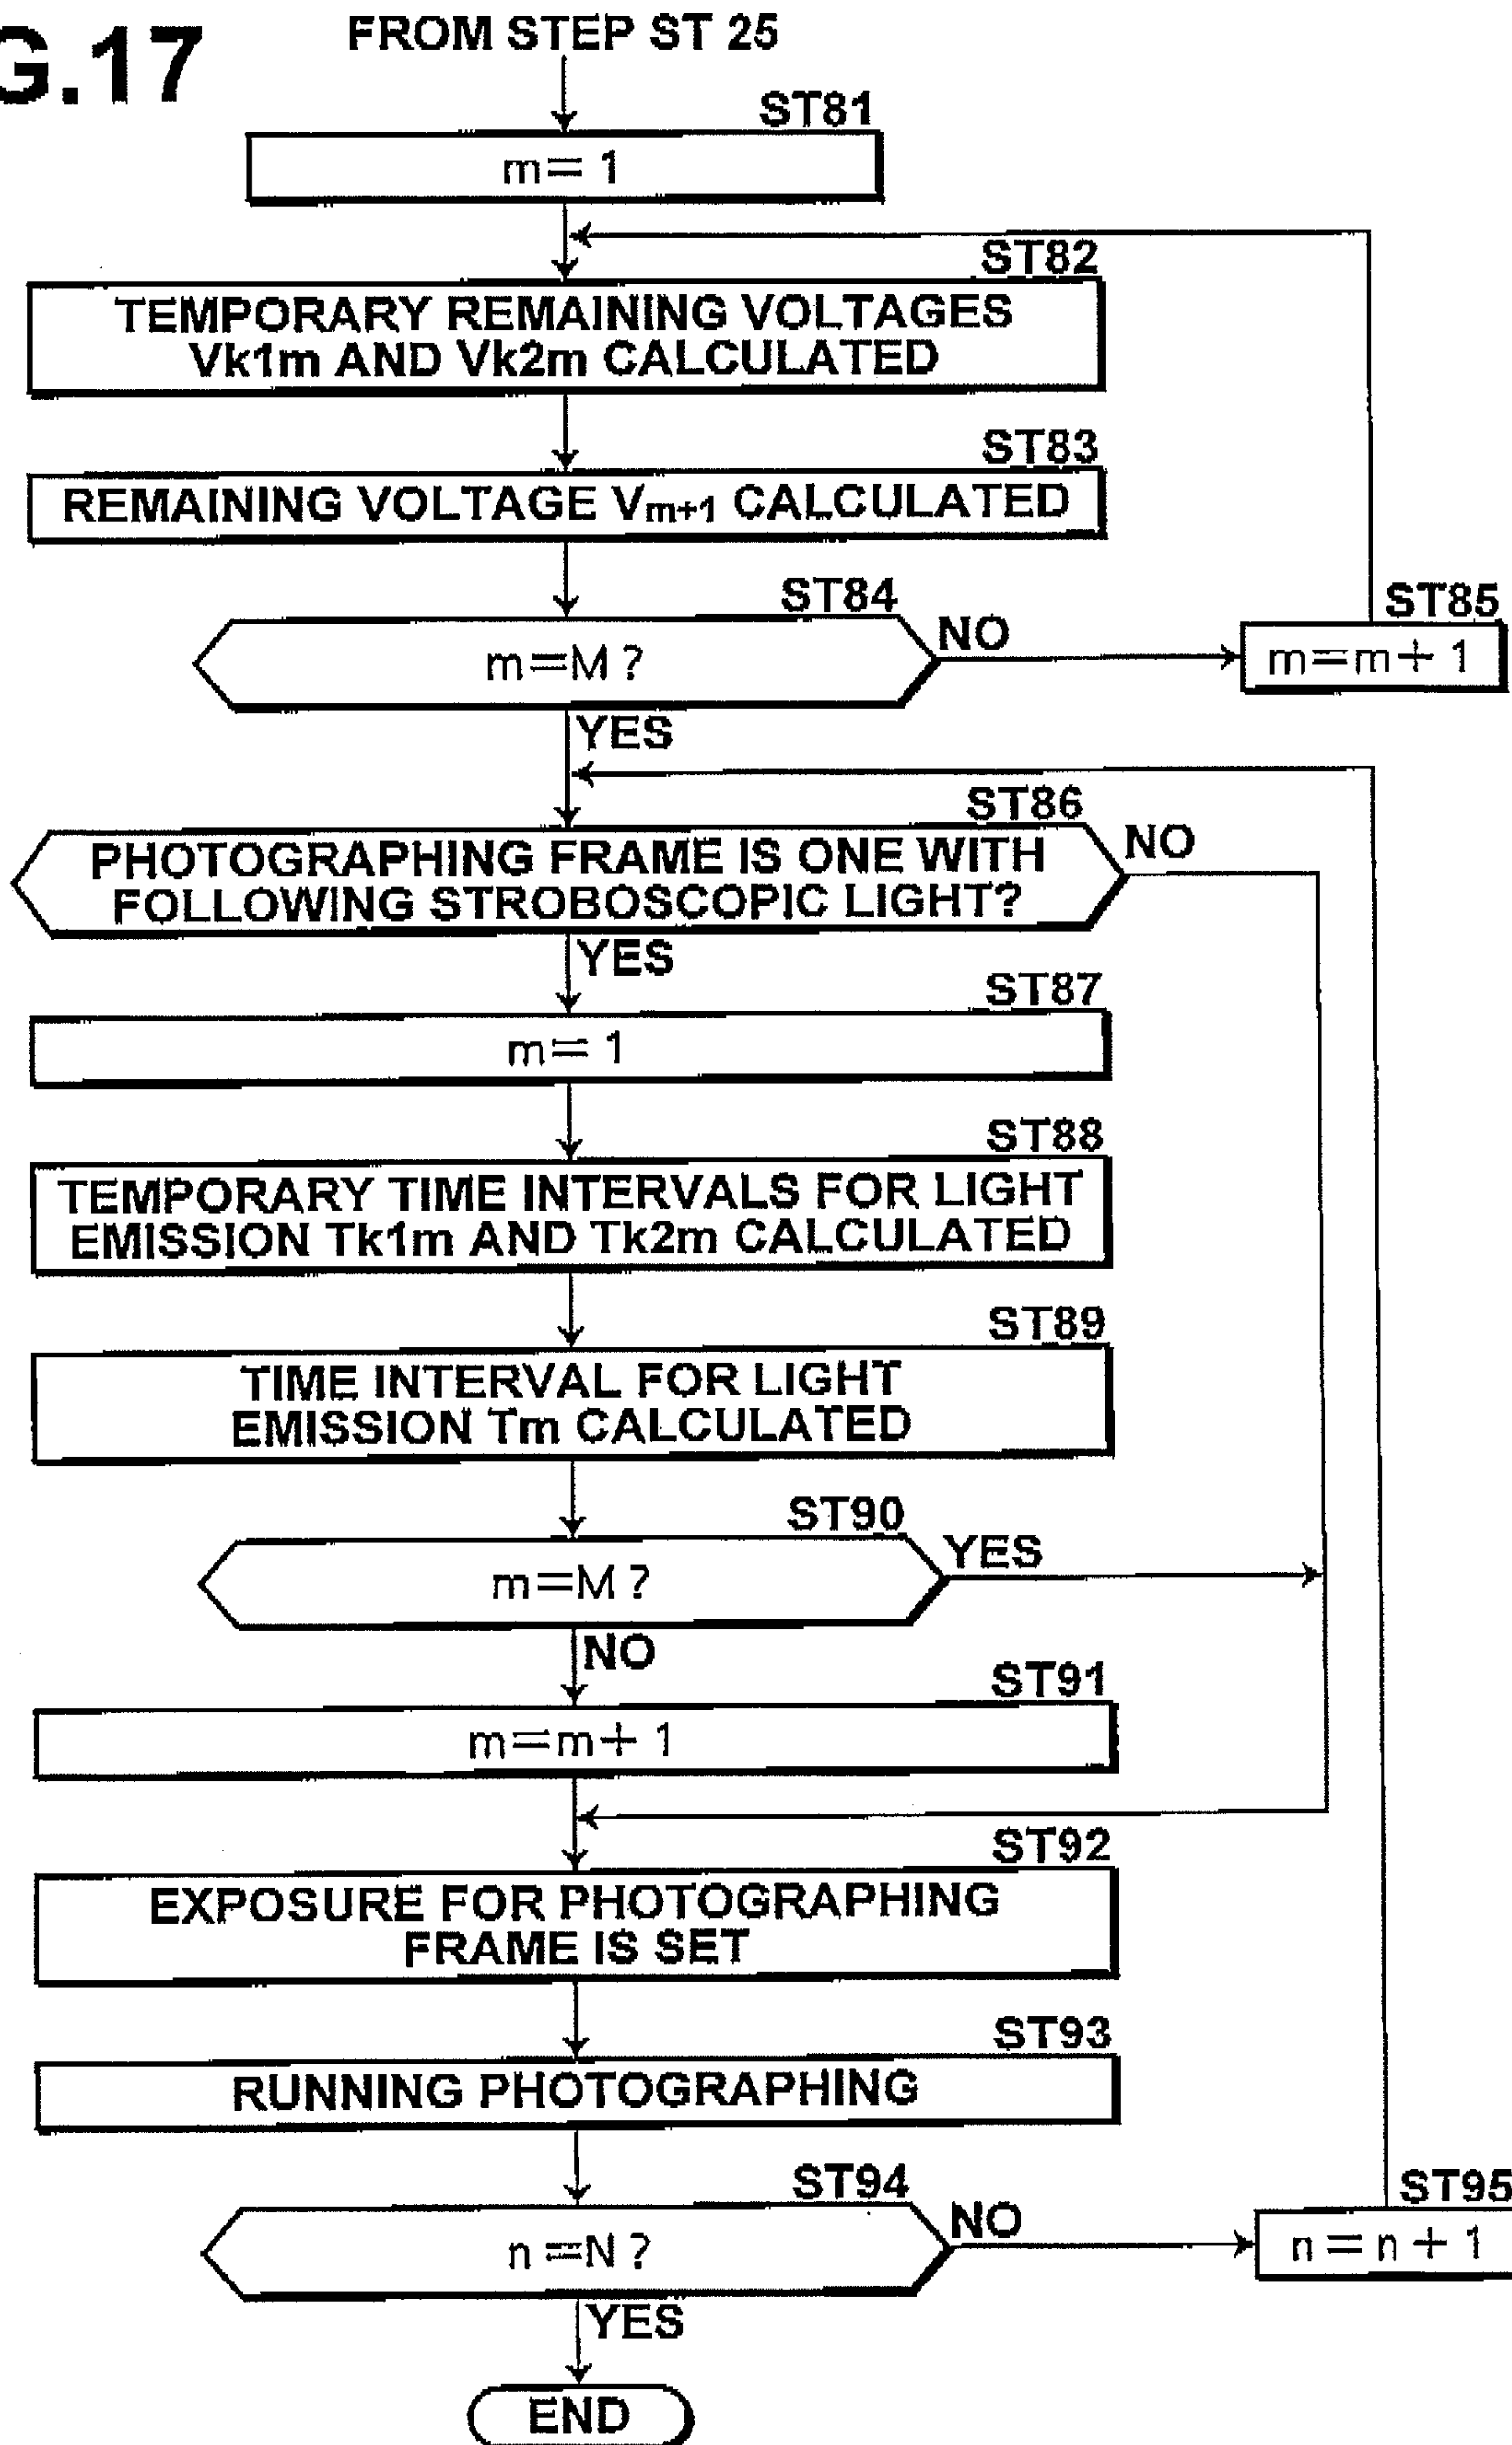 G.17
FROM STEP ST 25
ST81
m=1
ST82
TEMPORARY REMAINING VOLTAGES
Vk1m AND Vk2m CALCULATED
ST83
REMAINING VOLTAGE Vm+1 CALCULATED
ST84
m=M?
NO
ST85
m=m+1
YES
ST86
PHOTOGRAPHING FRAME IS ONE WITH
FOLLOWING STROBOSCOPIC LIGHT?
NO
YES
ST87
m=1
ST88
TEMPORARY TIME INTERVALS FOR LIGHT
EMISSION Tk1m AND Tk2m CALCULATED
ST89
TIME INTERVAL FOR LIGHT
EMISSION Tm CALCULATED
ST90
m=M?
YES
NO
ST91
m=m+1
ST92
EXPOSURE FOR PHOTOGRAPHING
FRAME IS SET
ST93
RUNNING PHOTOGRAPHING
ST94
n=N?
NO
ST95
n=n+1
YES
END